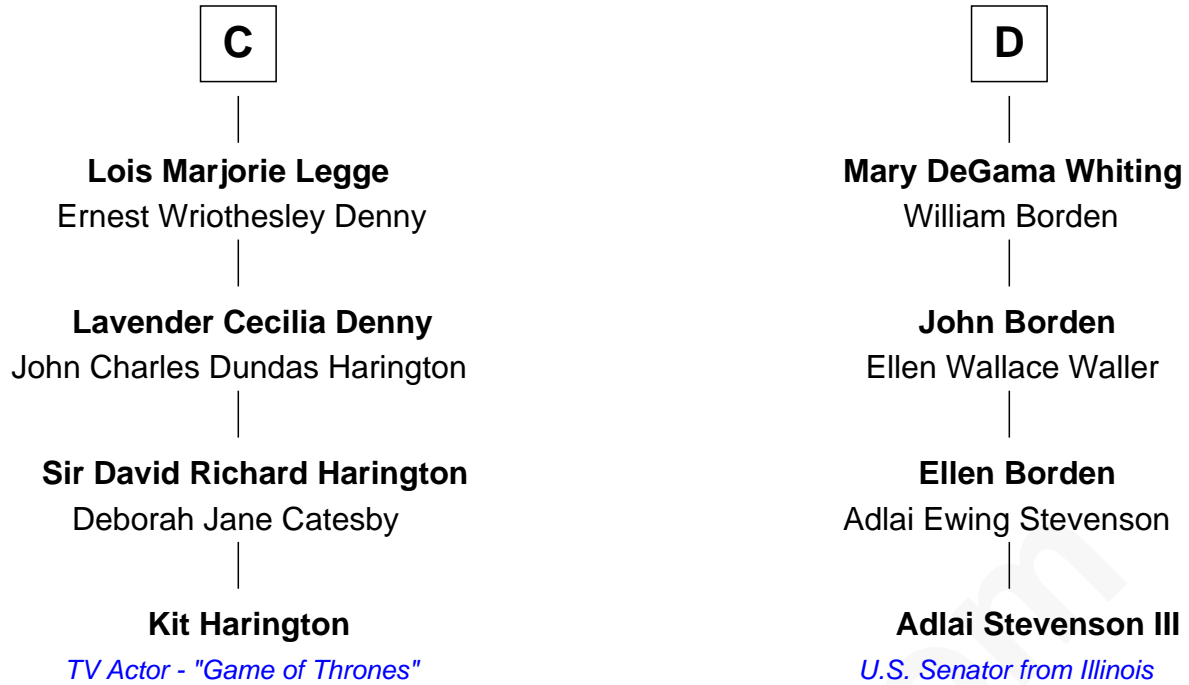 C
Lois Marjorie Legge
Ernest Wriothesley Denny
Lavender Cecilia Denny
John Charles Dundas Harington
Sir David Richard Harington
Deborah Jane Catesby
Kit Harington
TV Actor - "Game of Thrones"
D
Mary DeGama Whiting
William Borden
John Borden
Ellen Wallace Waller
Ellen Borden
Adlai Ewing Stevenson
Adlai Stevenson III
U.S. Senator from Illinois